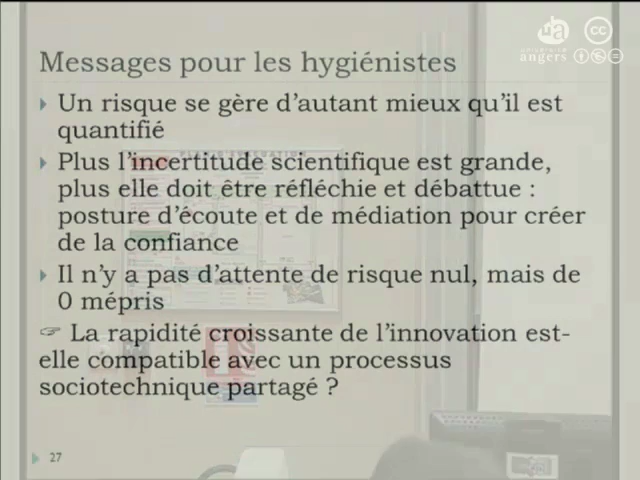 ua
cc
université
angers
Messages pour les hygiénistes
Un risque se gère d'autant mieux qu'il est
quantifié
Plus l'incertitude scientifique est grande,
plus elle doit être réfléchie et débattue :
posture d'écoute et de médiation pour créer
de la confiance
Il n'y a pas d'attente de risque nul, mais de
0 mépris
☞ La rapidité croissante de l'innovation est-
elle compatible avec un processus
sociotechnique partagé ?
27